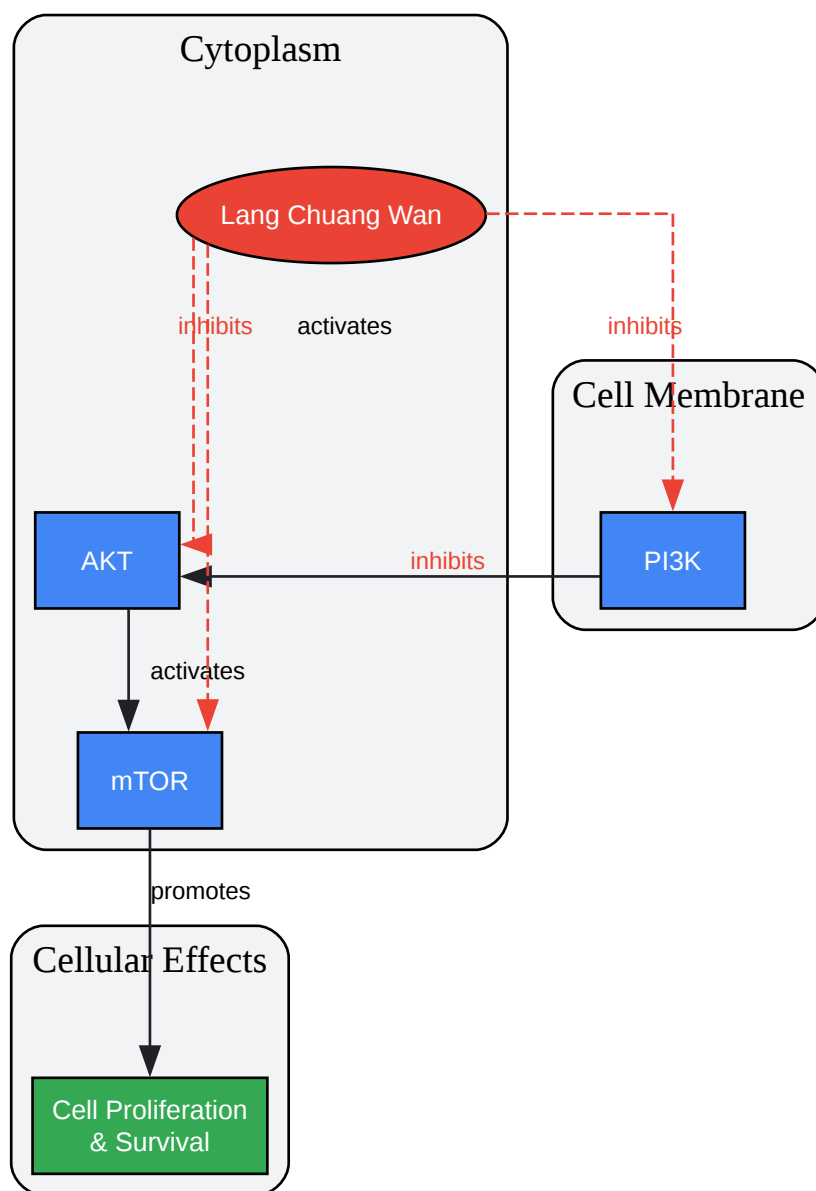 Cytoplasm
Lang Chuang Wan
inhibits
activates
inhibits
Cell Membrane
AKT
inhibits
PI3K
activates
mTOR
promotes
Cellular Effects
Cell Proliferation
& Survival